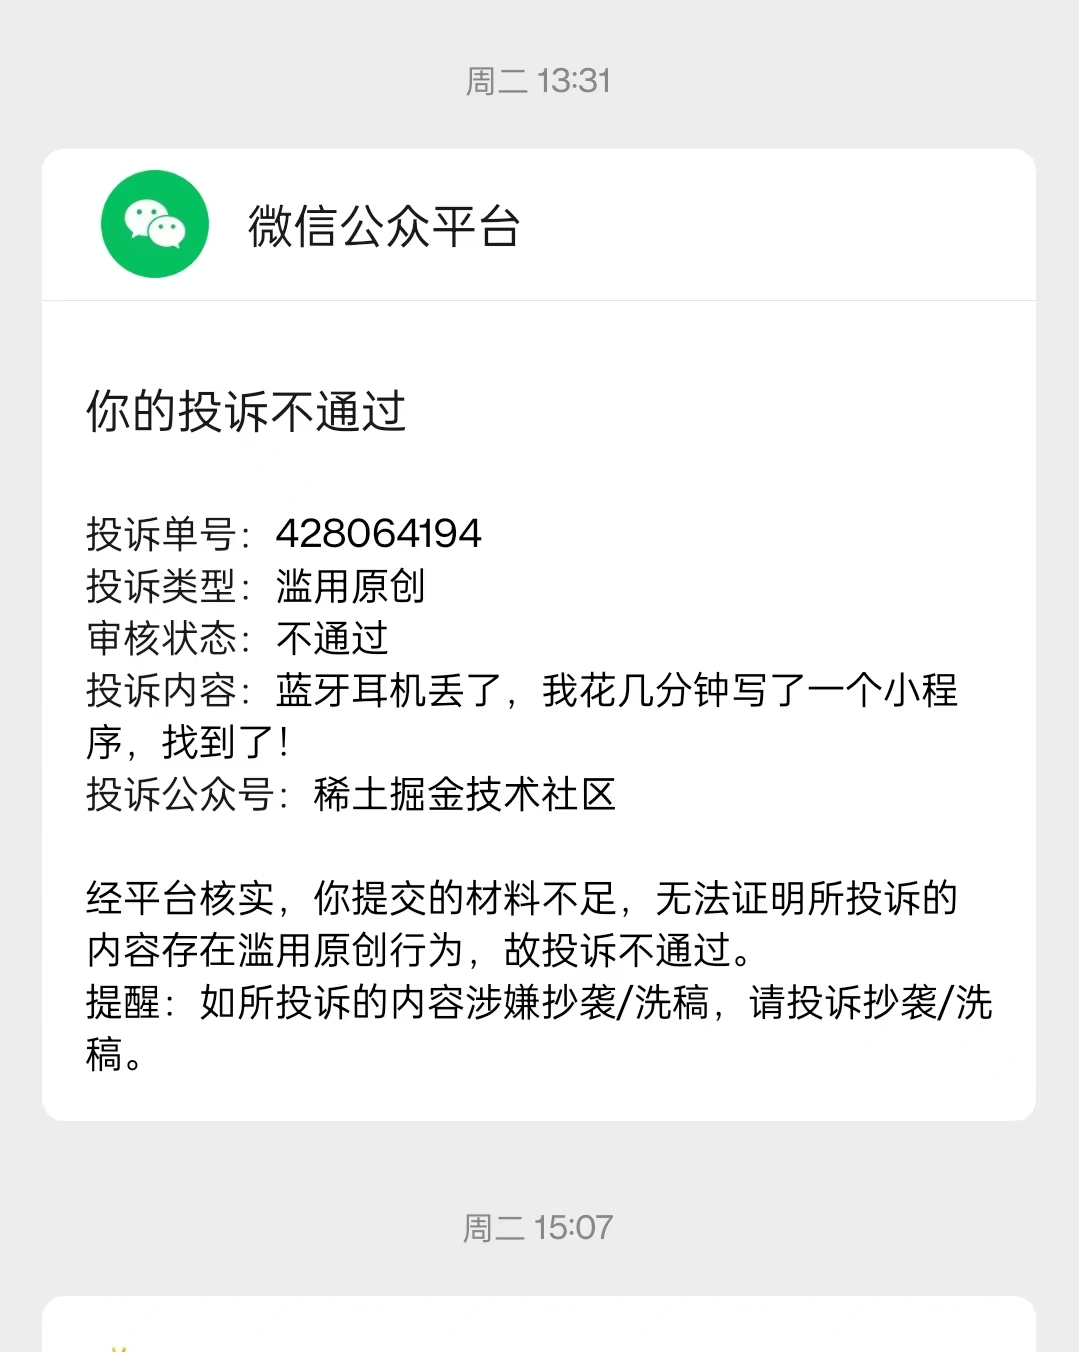 周二 13:31
微信公众平台
你的投诉不通过
投诉单号：428064194
投诉类型：滥用原创
审核状态：不通过
投诉内容：蓝牙耳机丢了，我花几分钟写了一个小程
序，找到了！
投诉公众号：稀土掘金技术社区
经平台核实，你提交的材料不足，无法证明所投诉的
内容存在滥用原创行为，故投诉不通过。
提醒：如所投诉的内容涉嫌抄袭/洗稿，请投诉抄袭/洗
稿。
周二 15:07